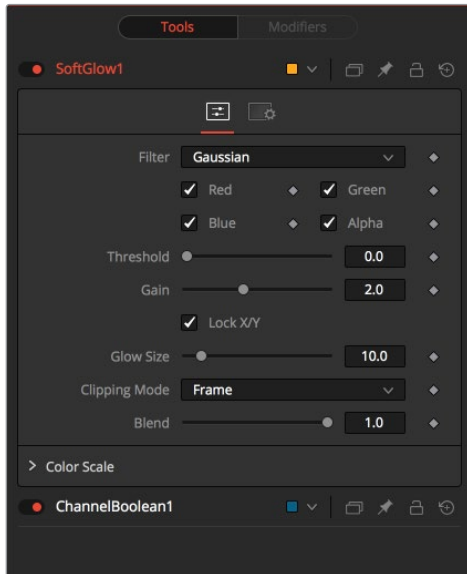 Tools Modifiers
SoftGlow1
Filter Gaussian
Red Green
Blue Alpha
Threshold 0.0
Gain 2.0
Lock X/Y
Glow Size 10.0
Clipping Mode Frame
Blend 1.0
Color Scale
ChannelBoolean1